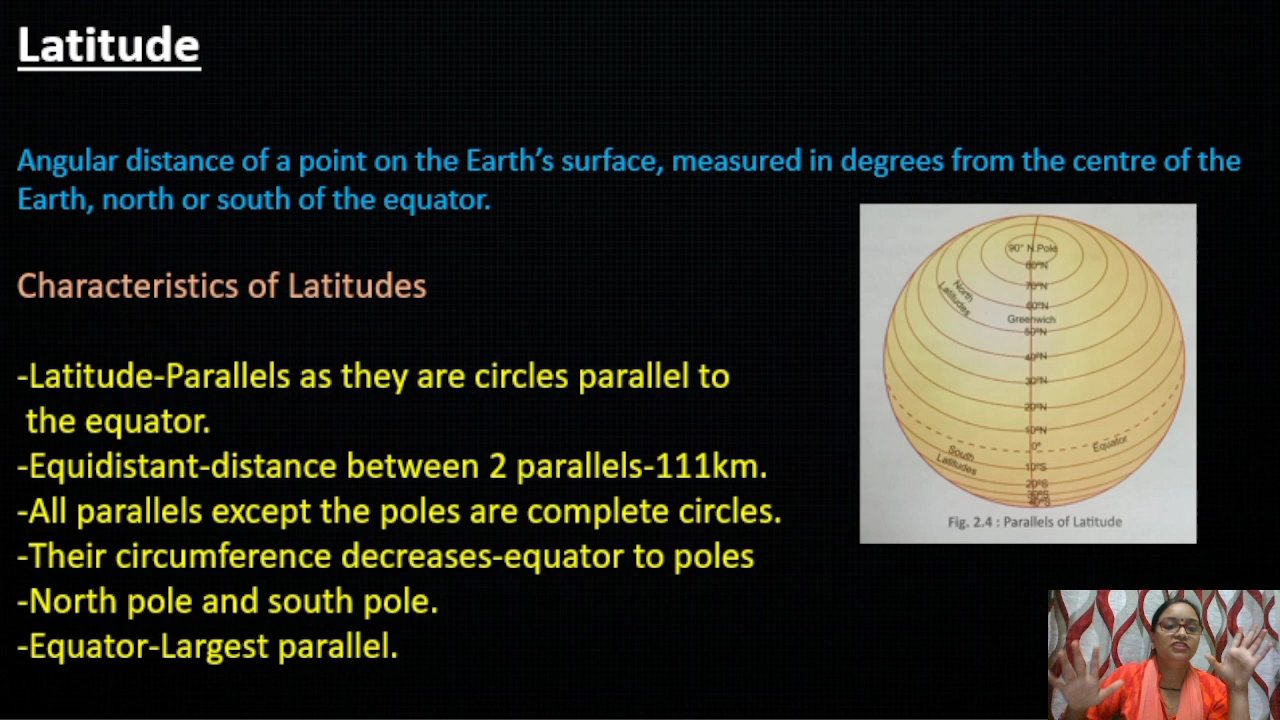 Latitude
Angular distance of a point on the Earth's surface, measured in degrees from the centre of the
Earth, north or south of the equator.
Characteristics of Latitudes
-Latitude-Parallels as they are circles parallel to
the equator.
-Equidistant-distance between 2 parallels-111km.
-All parallels except the poles are complete circles.
-Their circumference decreases-equator to poles
-North pole and south pole.
-Equator-Largest parallel.
90° N.Pole
80°N
70°N
North
Latitudes
60°N
Greenwich
50°N
40°N
30°N
20°N
10°N
0°
Equator
South
Latitudes
10°S
20°S
30°S
Fig. 2.4 : Parallels of Latitude